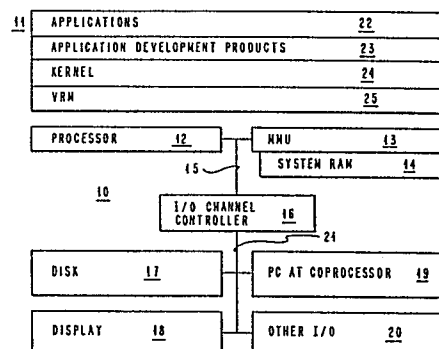 11 APPLICATIONS 22
APPLICATION DEVELOPMENT PRODUCTS 23
KERNEL 24
VRM 25
PROCESSOR 12 MMU 13
SYSTEM RAM 14
15
10
I/O CHANNEL
CONTROLLER 16
21
DISK 17 PC AT COPROCESSOR 19
DISPLAY 18 OTHER I/O 20